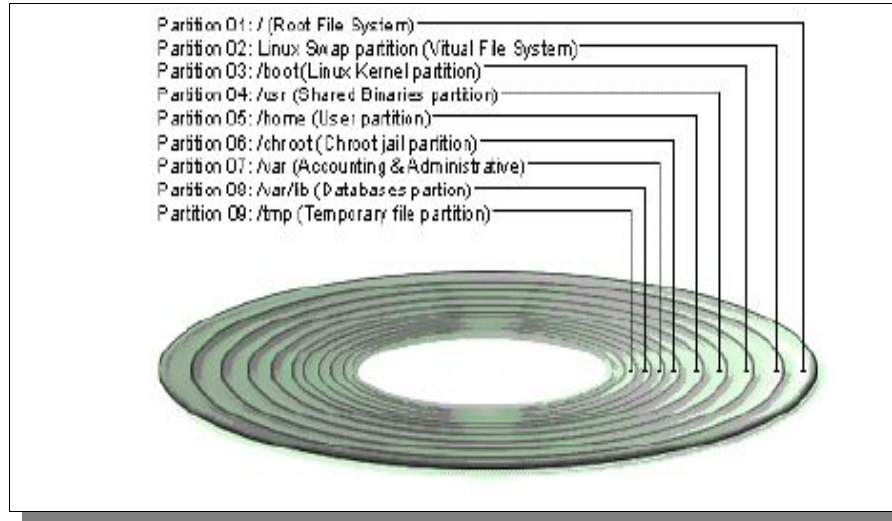 Partition 01: / (Root File System)
Partition 02: Linux Swap partition (Vitual File System)
Partition 03: /boot(Linux Kernel partition)
Partition 04: /usr (Shared Binaries partition)
Partition 05: /home (User partition)
Partition 06: /chroot (Chroot jail partition)
Partition 07: /var (Accounting & Administrative)
Partition 08: /var/lib (Databases partion)
Partition 09: /tmp (Temporary file partition)